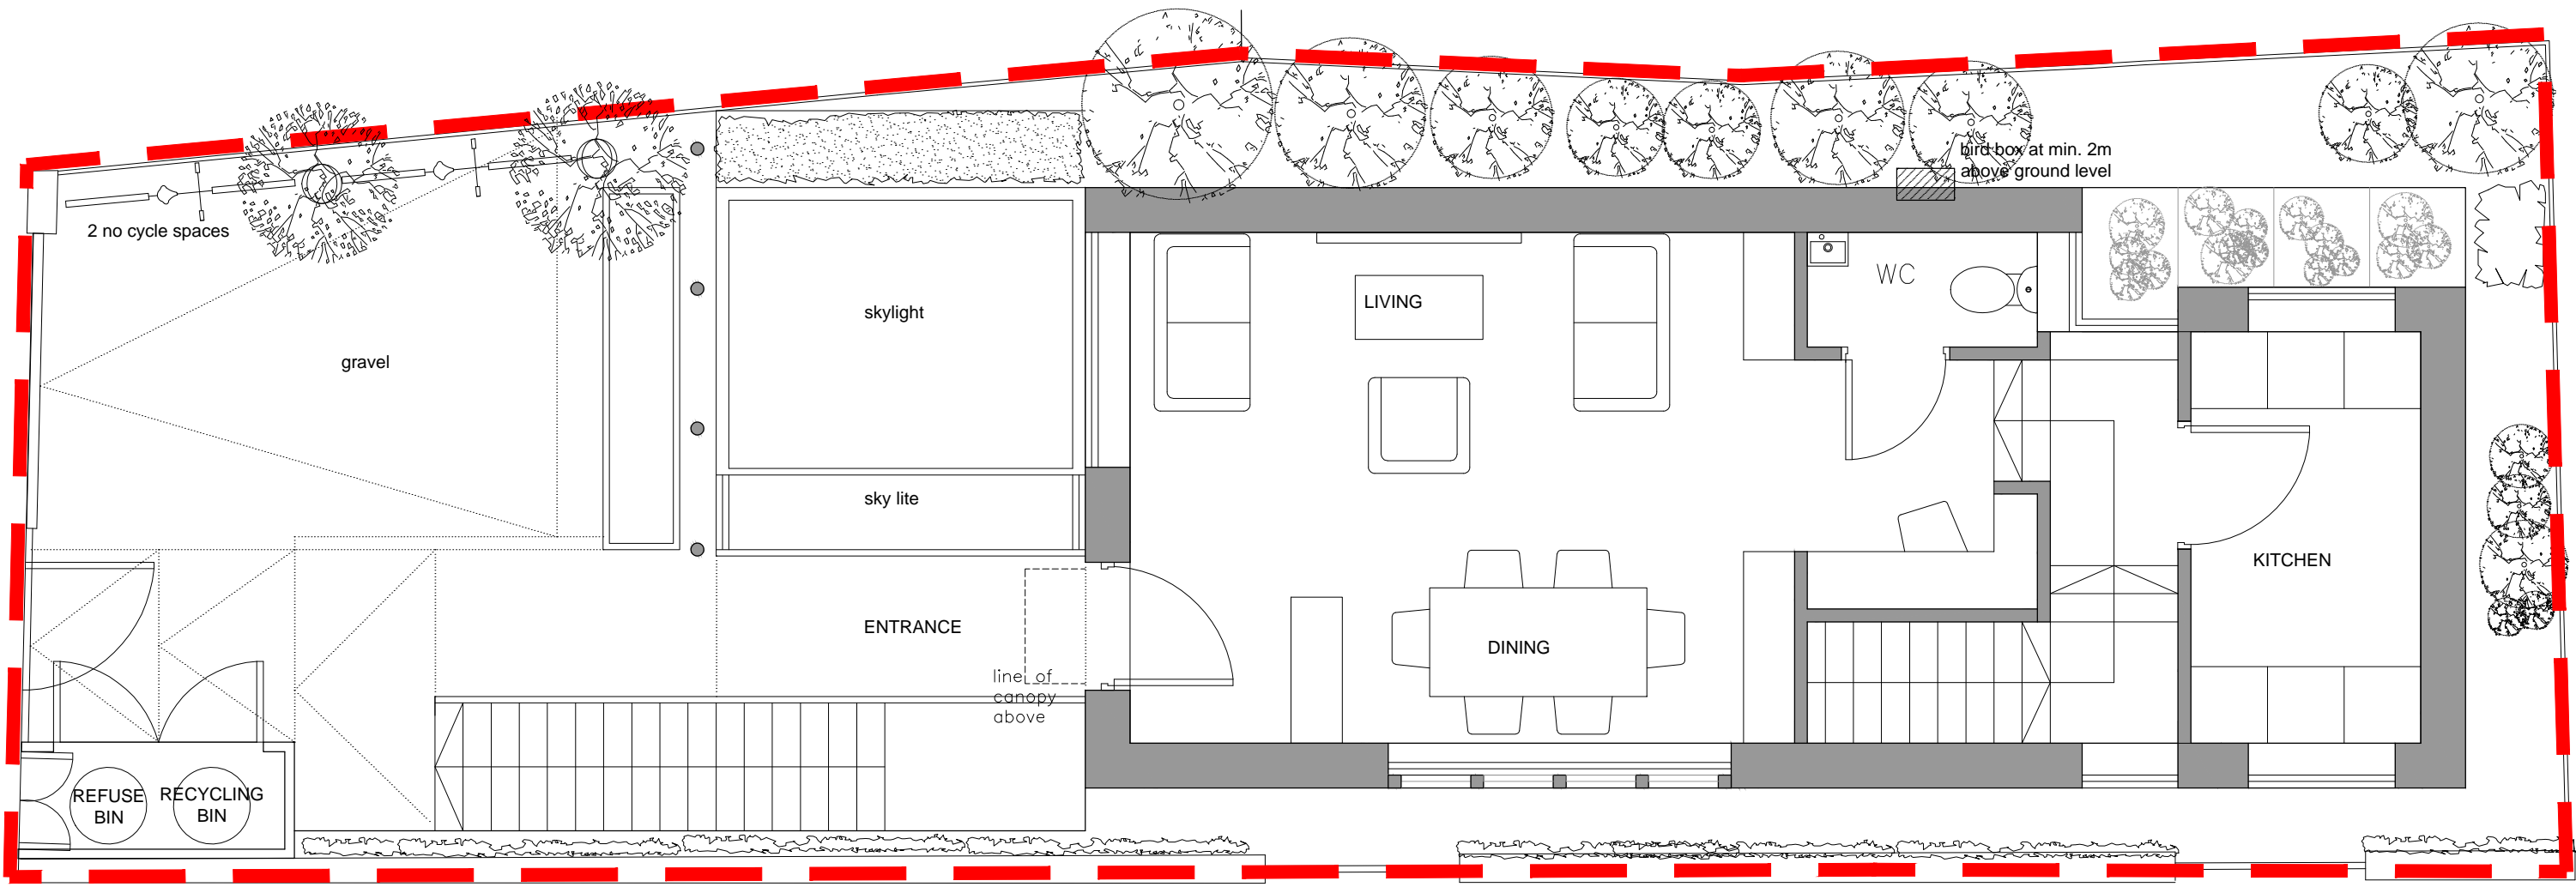 bird box at min. 2m
above ground level
2 no cycle spaces
WC
LIVING
skylight
gravel
sky lite
KITCHEN
ENTRANCE
DINING
line of
canopy
above
REFUSE
BIN
RECYCLING
BIN